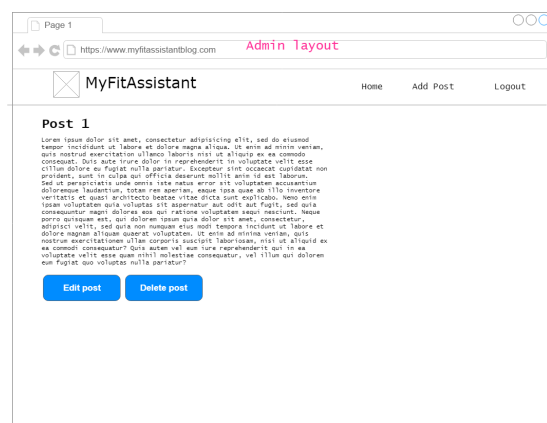 Page 1
https://www.myfitassistantblog.com
Admin layout
MyFitAssistant
Home Add Post Logout
Post 1
Lorem ipsum dolor sit amet, consectetur adipisicing elit, sed do eiusmod
tempor incididunt ut labore et dolore magna aliqua. Ut enim ad minim veniam,
quis nostrud exercitation ullamco laboris nisi ut aliquip ex ea commodo
consequat. Duis aute irure dolor in reprehenderit in voluptate velit esse
cillum dolore eu fugiat nulla pariatur. Excepteur sint occaecat cupidatat non
proident, sunt in culpa qui officia deserunt mollit anim id est laborum.
Sed ut perspiciatis unde omnis iste natus error sit voluptatem accusantium
doloremque laudantium, totam rem aperiam, eaque ipsa quae ab illo inventore
veritatis et quasi architecto beatae vitae dicta sunt explicabo. Nemo enim
ipsam voluptatem quia voluptas sit aspernatur aut odit aut fugit, sed quia
consequuntur magni dolores eos qui ratione voluptatem sequi nesciunt. Neque
porro quisquam est, qui dolorem ipsum quia dolor sit amet, consectetur,
adipisci velit, sed quia non numquam eius modi tempora incidunt ut labore et
dolore magnam aliquam quaerat voluptatem. Ut enim ad minima veniam, quis
nostrum exercitationem ullam corporis suscipit laboriosam, nisi ut aliquid ex
ea commodi consequatur? Quis autem vel eum iure reprehenderit qui in ea
voluptate velit esse quam nihil molestiae consequatur, vel illum qui dolorem
eum fugiat quo voluptas nulla pariatur?
Edit post Delete post